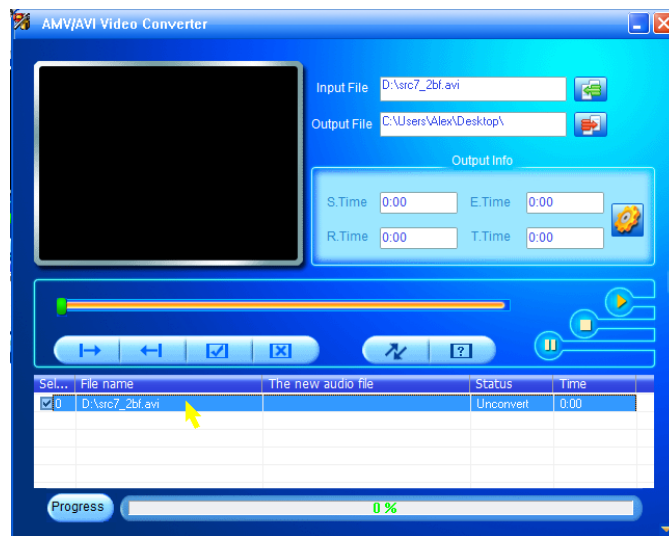 AMV/AVI Video Converter
Input File D:\src7_2bf.avi
Output File C:\Users\Alex\Desktop\
Output Info
S.Time 0:00 E.Time 0:00
R.Time 0:00 T.Time 0:00
Sel... File name The new audio file Status Time
0 D:\src7_2bf.avi Unconvert 0:00
Progress 0 %